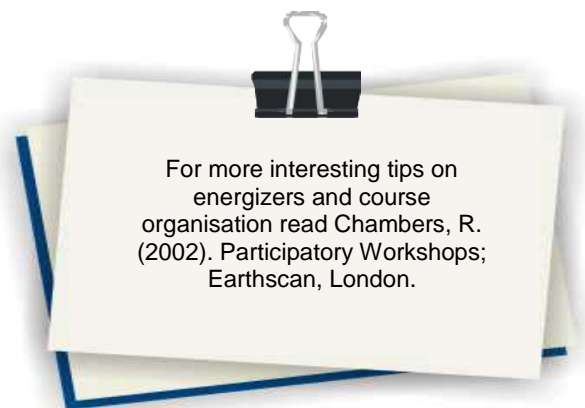 For more interesting tips on
energizers and course
organisation read Chambers, R.
(2002). Participatory Workshops;
Earthscan, London.